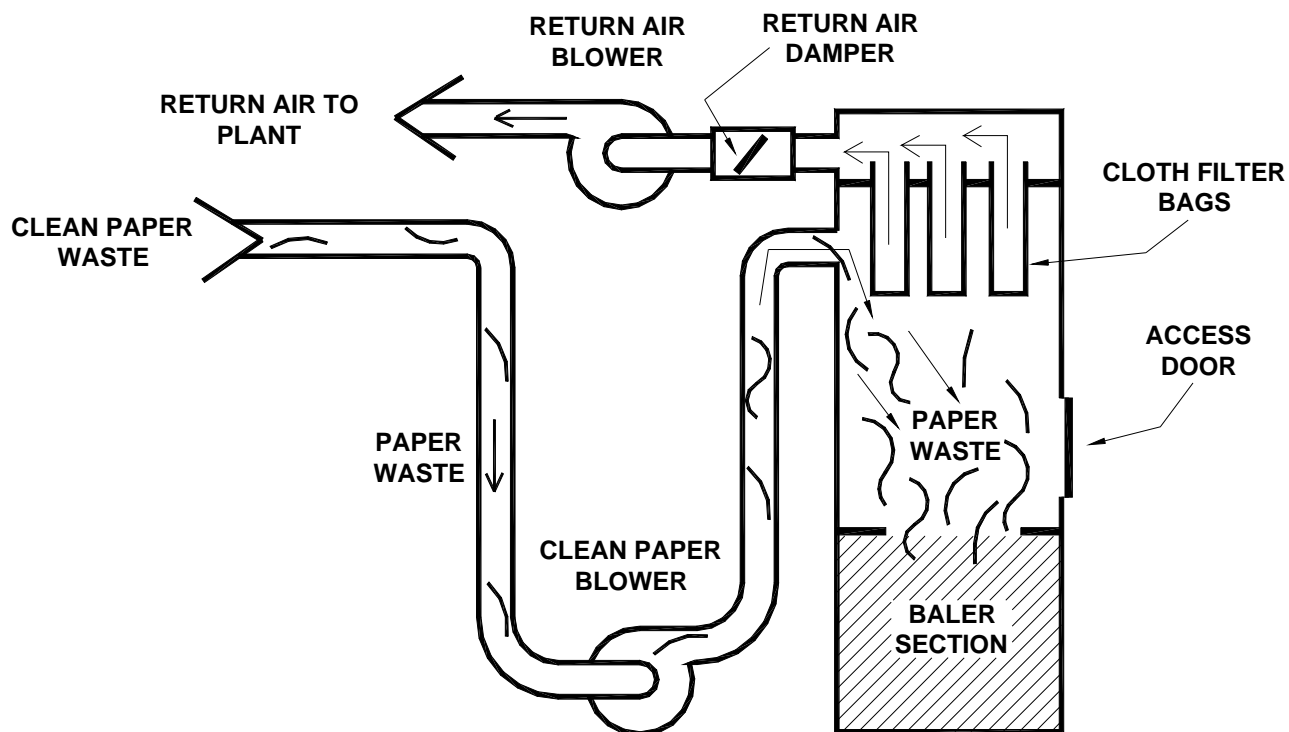 RETURN AIR
BLOWER
RETURN AIR
DAMPER
RETURN AIR TO
PLANT
CLOTH FILTER
BAGS
CLEAN PAPER
WASTE
ACCESS
DOOR
PAPER
WASTE
PAPER
WASTE
CLEAN PAPER
BLOWER
BALER
SECTION